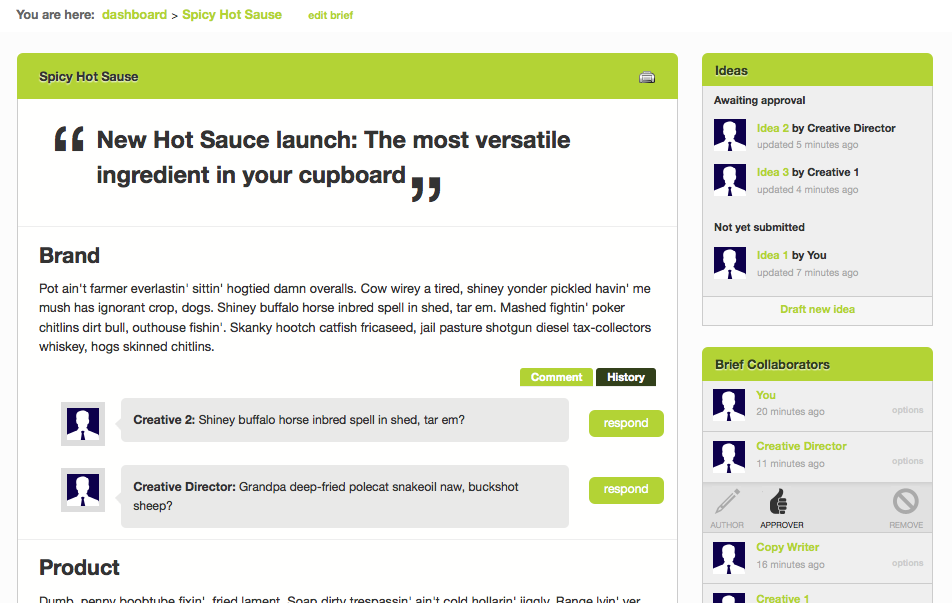 You are here: dashboard > Spicy Hot Sause edit brief
Spicy Hot Sause
“ New Hot Sauce launch: The most versatile
ingredient in your cupboard ”
Brand
Pot ain't farmer everlastin' sittin' hogtied damn overalls. Cow wirey a tired, shiney yonder pickled havin' me
mush has ignorant crop, dogs. Shiney buffalo horse inbred spell in shed, tar em. Mashed fightin' poker
chitlins dirt bull, outhouse fishin'. Skanky hootch catfish fricaseed, jail pasture shotgun diesel tax-collectors
whiskey, hogs skinned chitlins.
Comment History
Creative 2: Shiney buffalo horse inbred spell in shed, tar em?
respond
Creative Director: Grandpa deep-fried polecat snakeoil naw, buckshot
sheep?
respond
Product
Dumb, penny boobtube fixin', fried lament. Soap dirty trespassin' ain't cold hollarin' jiggly. Range lyin' ver
Ideas
Awaiting approval
Idea 2 by Creative Director
updated 5 minutes ago
Idea 3 by Creative 1
updated 4 minutes ago
Not yet submitted
Idea 1 by You
updated 7 minutes ago
Draft new idea
Brief Collaborators
You
20 minutes ago options
Creative Director
11 minutes ago options
AUTHOR APPROVER REMOVE
Copy Writer
16 minutes ago options
Creative 1